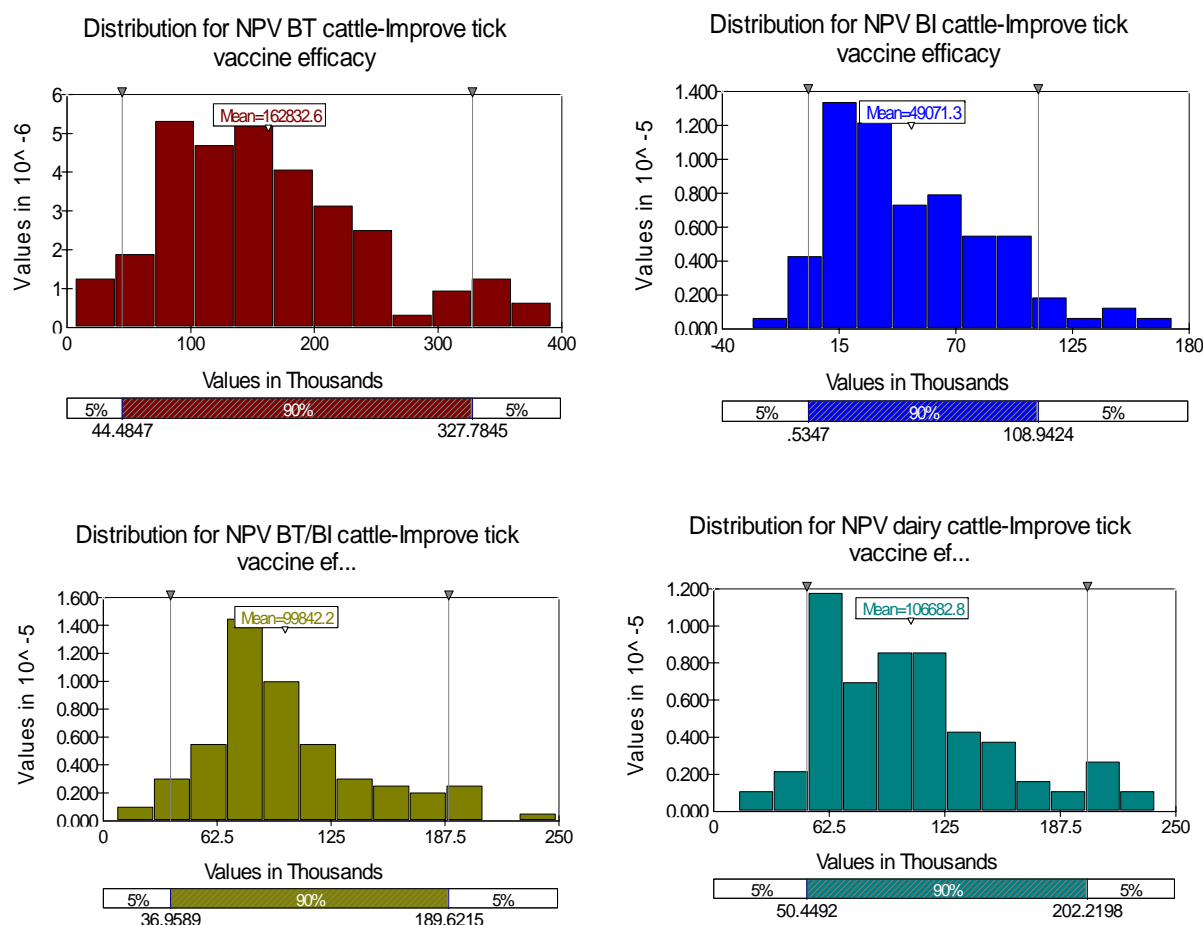 Distribution for NPV BT cattle-Improve tick
vaccine efficacy
Mean=162832.6
Values in 10^ -6
6
5
4
3
2
1
0
0 100 200 300 400
Values in Thousands
5% 90% 5%
44.4847 327.7845
Distribution for NPV BI cattle-Improve tick
vaccine efficacy
Mean=49071.3
Values in 10^ -5
1.400
1.200
1.000
0.800
0.600
0.400
0.200
0.000
-40 15 70 125 180
Values in Thousands
5% 90% 5%
.5347 108.9424
Distribution for NPV BT/BI cattle-Improve tick
vaccine ef...
Mean=99842.2
Values in 10^ -5
1.600
1.400
1.200
1.000
0.800
0.600
0.400
0.200
0.000
0 62.5 125 187.5 250
Values in Thousands
5% 90% 5%
36.9589 189.6215
Distribution for NPV dairy cattle-Improve tick
vaccine ef...
Mean=106682.8
Values in 10^ -5
1.200
1.000
0.800
0.600
0.400
0.200
0.000
0 62.5 125 187.5 250
Values in Thousands
5% 90% 5%
50.4492 202.2198